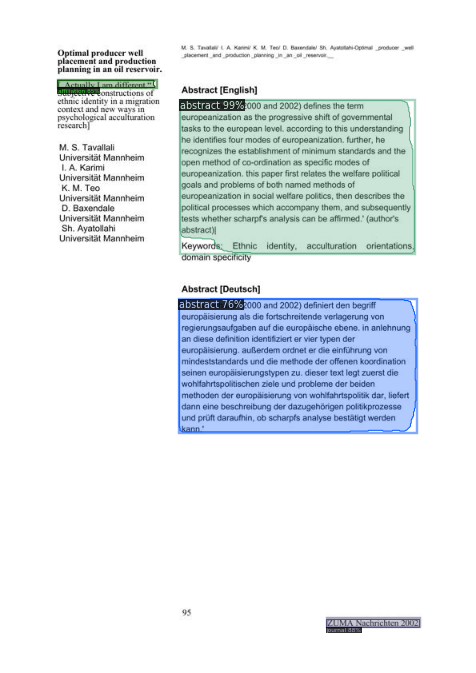 M. S. Tavallali/ I. A. Karimi/ K. M. Teo/ D. Baxendale/ Sh. Ayatollahi-Optimal _producer _well
_placement _and _production _planning _in _an _oil _reservoir.__
Optimal producer well
placement and production
planning in an oil reservoir.
Actually I am different."
Subjective constructions of
ethnic identity in a migration
context and new ways in
psychological acculturation
research]
M. S. Tavallali
Universität Mannheim
I. A. Karimi
Universität Mannheim
K. M. Teo
Universität Mannheim
D. Baxendale
Universität Mannheim
Sh. Ayatollahi
Universität Mannheim
Abstract [English]
abstract 99% 2000 and 2002) defines the term
europeanization as the progressive shift of governmental
tasks to the european level. according to this understanding
he identifies four modes of europeanization. further, he
recognizes the establishment of minimum standards and the
open method of co-ordination as specific modes of
europeanization. this paper first relates the welfare political
goals and problems of both named methods of
europeanization in social welfare politics, then describes the
political processes which accompany them, and subsequently
tests whether scharpf's analysis can be affirmed.' (author's
abstract)|
Keywords: Ethnic identity, acculturation orientations,
domain specificity
Abstract [Deutsch]
abstract 76% 2000 and 2002) definiert den begriff
europäisierung als die fortschreitende verlagerung von
regierungsaufgaben auf die europäische ebene. in anlehnung
an diese definition identifiziert er vier typen der
europäisierung. außerdem ordnet er die einführung von
mindeststandards und die methode der offenen koordination
seinen europäisierungstypen zu. dieser text legt zuerst die
wohlfahrtspolitischen ziele und probleme der beiden
methoden der europäisierung von wohlfahrtspolitik dar, liefert
dann eine beschreibung der dazugehörigen politikprozesse
und prüft daraufhin, ob scharpfs analyse bestätigt werden
kann.'
95
ZUMA Nachrichten 2002
journal 88%